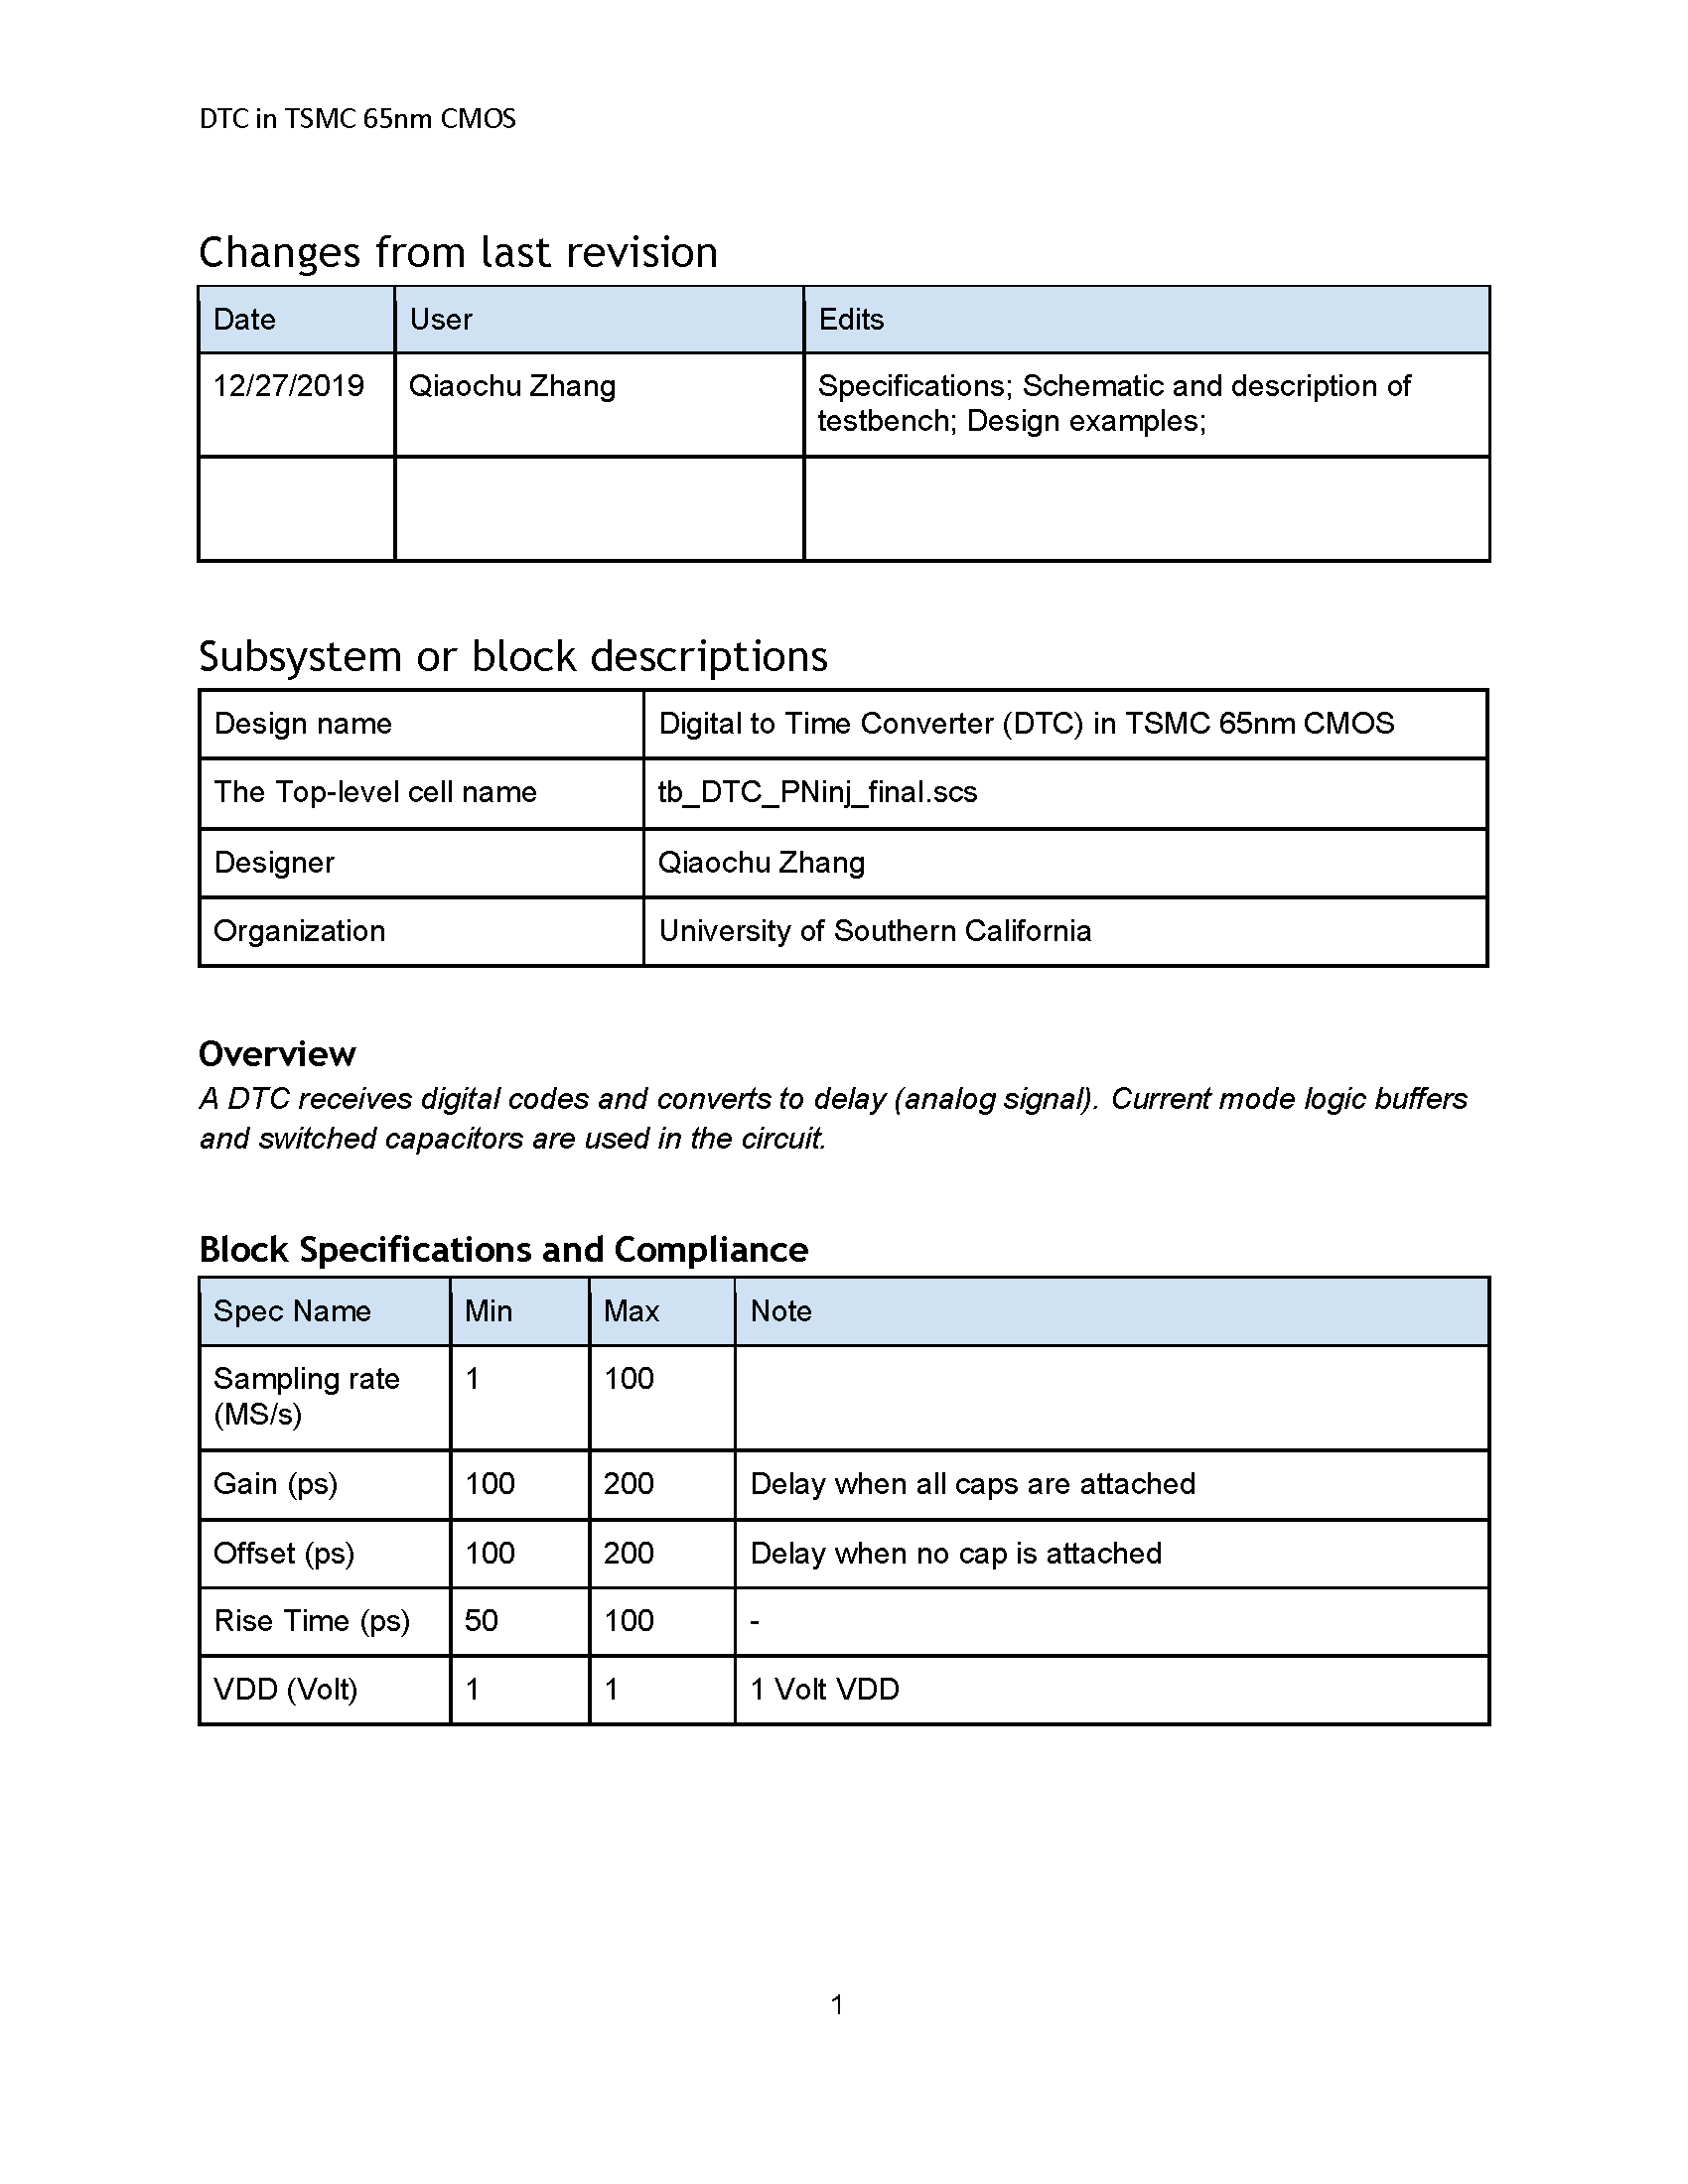 DTC in TSMC 65nm CMOS
Changes from last revision
Date User Edits
12/27/2019 Qiaochu Zhang Specifications; Schematic and description of
testbench; Design examples;
Subsystem or block descriptions
Design name Digital to Time Converter (DTC) in TSMC 65nm CMOS
The Top-level cell name tb_DTC_PNinj_final.scs
Designer Qiaochu Zhang
Organization University of Southern California
Overview
A DTC receives digital codes and converts to delay (analog signal). Current mode logic buffers
and switched capacitors are used in the circuit.
Block Specifications and Compliance
Spec Name Min Max Note
Sampling rate 1 100
(MS/s)
Gain (ps) 100 200 Delay when all caps are attached
Offset (ps) 100 200 Delay when no cap is attached
Rise Time (ps) 50 100 -
VDD (Volt) 1 1 1 Volt VDD
1